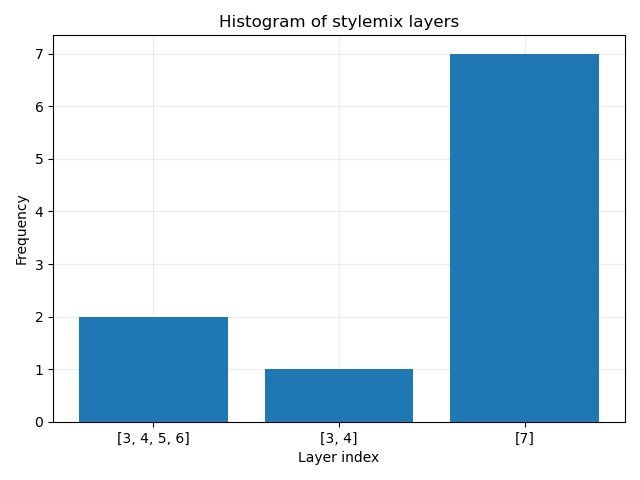 Histogram of stylemix layers
Frequency
7
6
5
4
3
2
1
0
[3, 4, 5, 6] [3, 4] [7]
Layer index